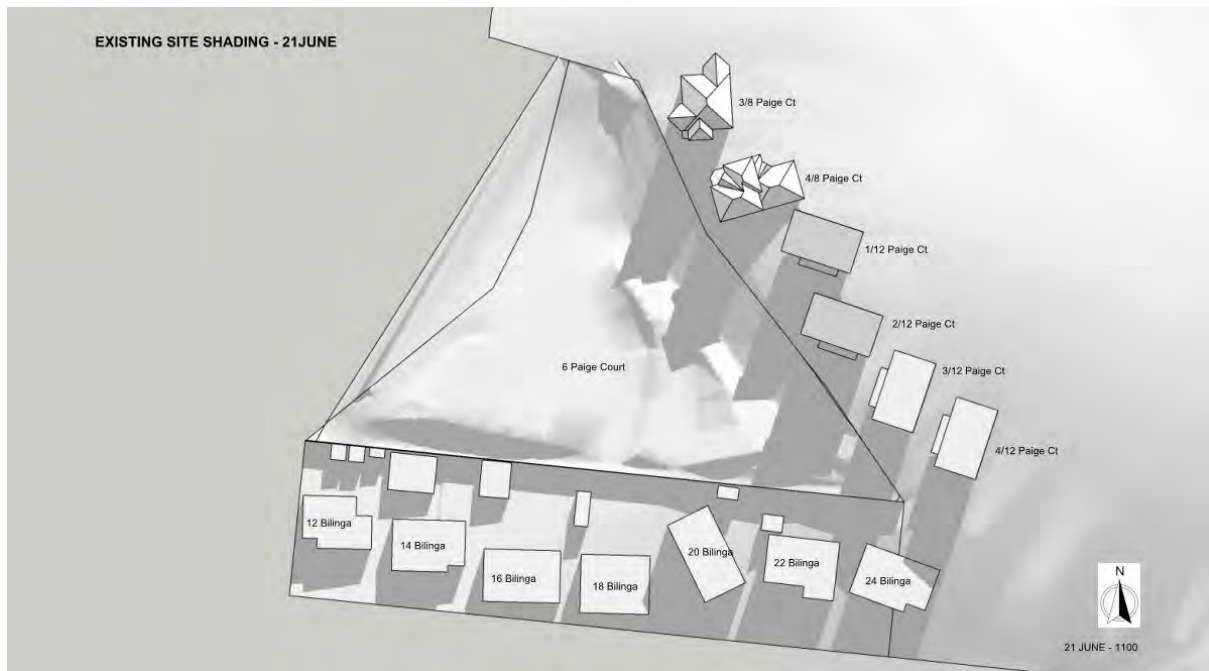 EXISTING SITE SHADING - 21JUNE
3/8 Paige Ct
4/8 Paige Ct
1/12 Paige Ct
2/12 Paige Ct
6 Paige Court
3/12 Paige Ct
4/12 Paige Ct
12 Bilinga
14 Bilinga
16 Bilinga
18 Bilinga
20 Bilinga
22 Bilinga
24 Bilinga
N
21 JUNE - 1100